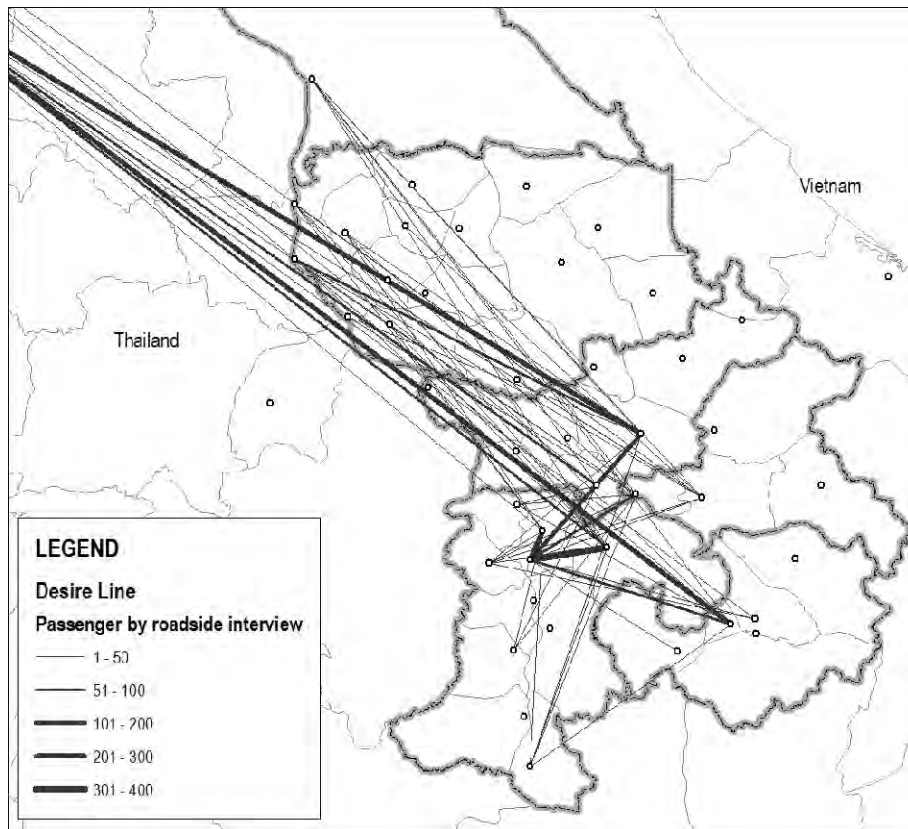 Vietnam
Thailand
LEGEND
Desire Line
Passenger by roadside interview
1 - 50
51 - 100
101 - 200
201 - 300
301 - 400